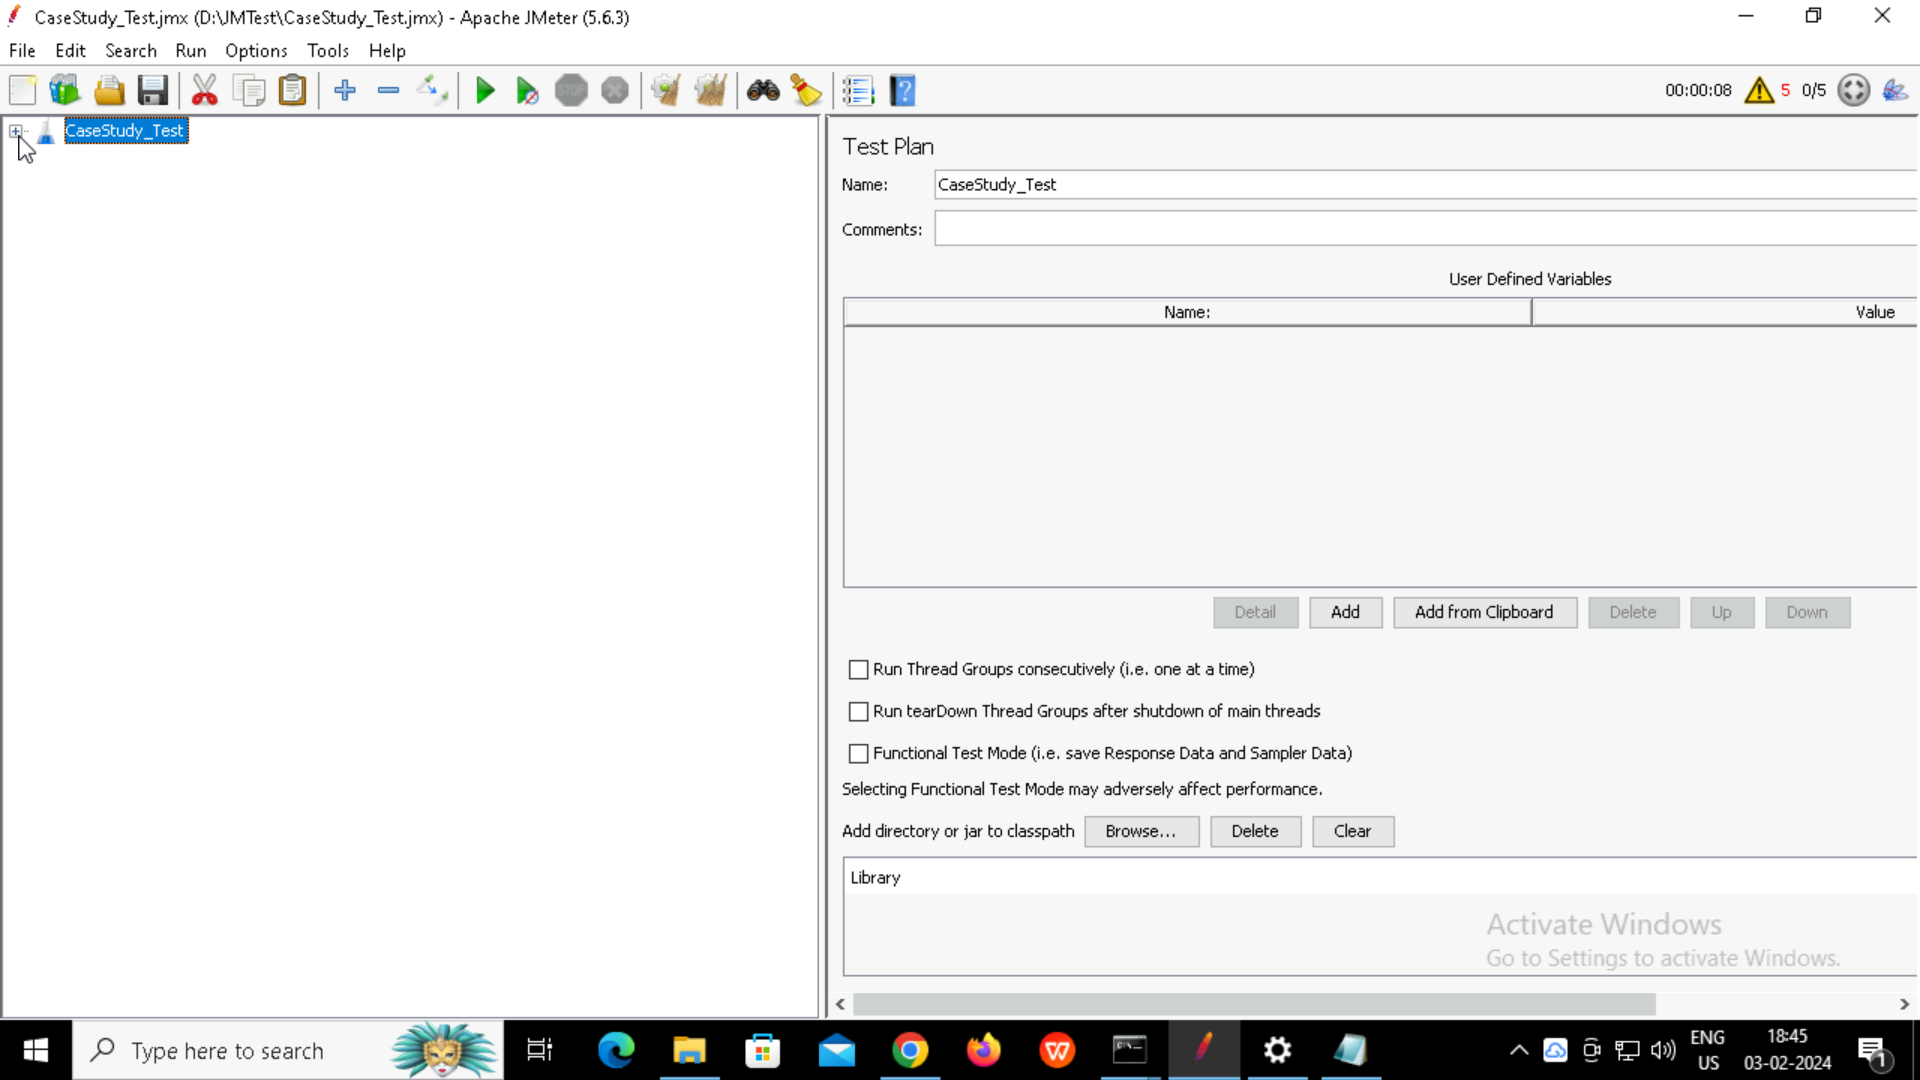 CaseStudy_Test.jmx (D:\JMTest\CaseStudy_Test.jmx) - Apache JMeter (5.6.3)
File Edit Search Run Options Tools Help
STOP
00:00:08 5 0/5
CaseStudy_Test
Test Plan
Name: CaseStudy_Test
Comments:
User Defined Variables
Name: Value
Detail Add Add from Clipboard Delete Up Down
Run Thread Groups consecutively (i.e. one at a time)
Run tearDown Thread Groups after shutdown of main threads
Functional Test Mode (i.e. save Response Data and Sampler Data)
Selecting Functional Test Mode may adversely affect performance.
Add directory or jar to classpath Browse... Delete Clear
Library
Activate Windows
Go to Settings to activate Windows.
Type here to search
ENG
US
18:45
03-02-2024
1